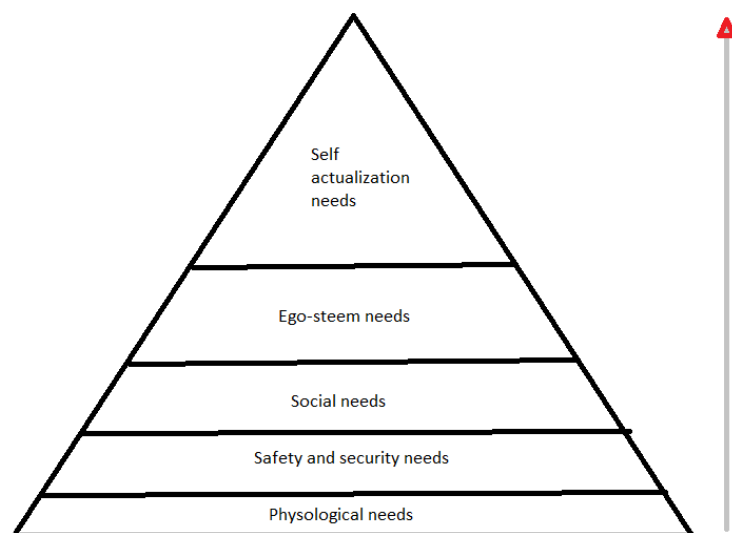 Self
actualization
needs
Ego-steem needs
Social needs
Safety and security needs
Physological needs